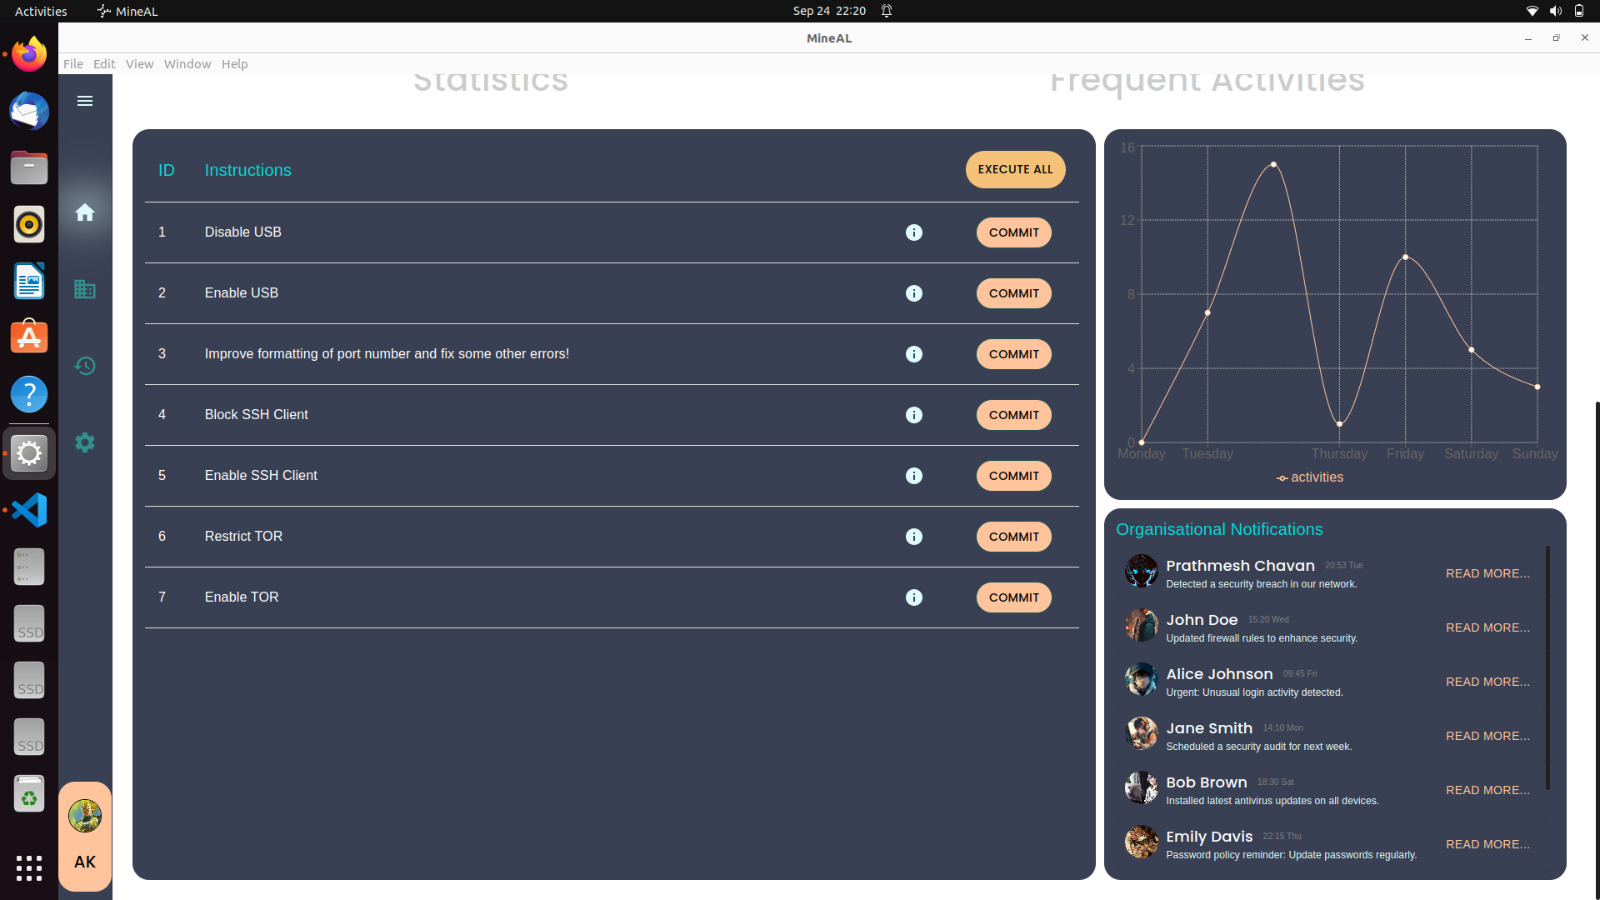 Activities MineAL Sep 24 22:20
MineAL
File Edit View Window Help
Statistics Frequent Activities
ID Instructions EXECUTE ALL
1 Disable USB COMMIT
2 Enable USB COMMIT
3 Improve formatting of port number and fix some other errors! COMMIT
4 Block SSH Client COMMIT
5 Enable SSH Client COMMIT
6 Restrict TOR COMMIT
7 Enable TOR COMMIT
16
12
8
4
0
Monday Tuesday Thursday Friday Saturday Sunday
activities
Organisational Notifications
Prathmesh Chavan 20:53 Tue
Detected a security breach in our network.
READ MORE...
John Doe 15:20 Wed
Updated firewall rules to enhance security.
READ MORE...
Alice Johnson 09:45 Fri
Urgent: Unusual login activity detected.
READ MORE...
Jane Smith 14:10 Mon
Scheduled a security audit for next week.
READ MORE...
Bob Brown 18:30 Sat
Installed latest antivirus updates on all devices.
READ MORE...
Emily Davis 22:15 Thu
Password policy reminder: Update passwords regularly.
READ MORE...
SSD
SSD
SSD
AK